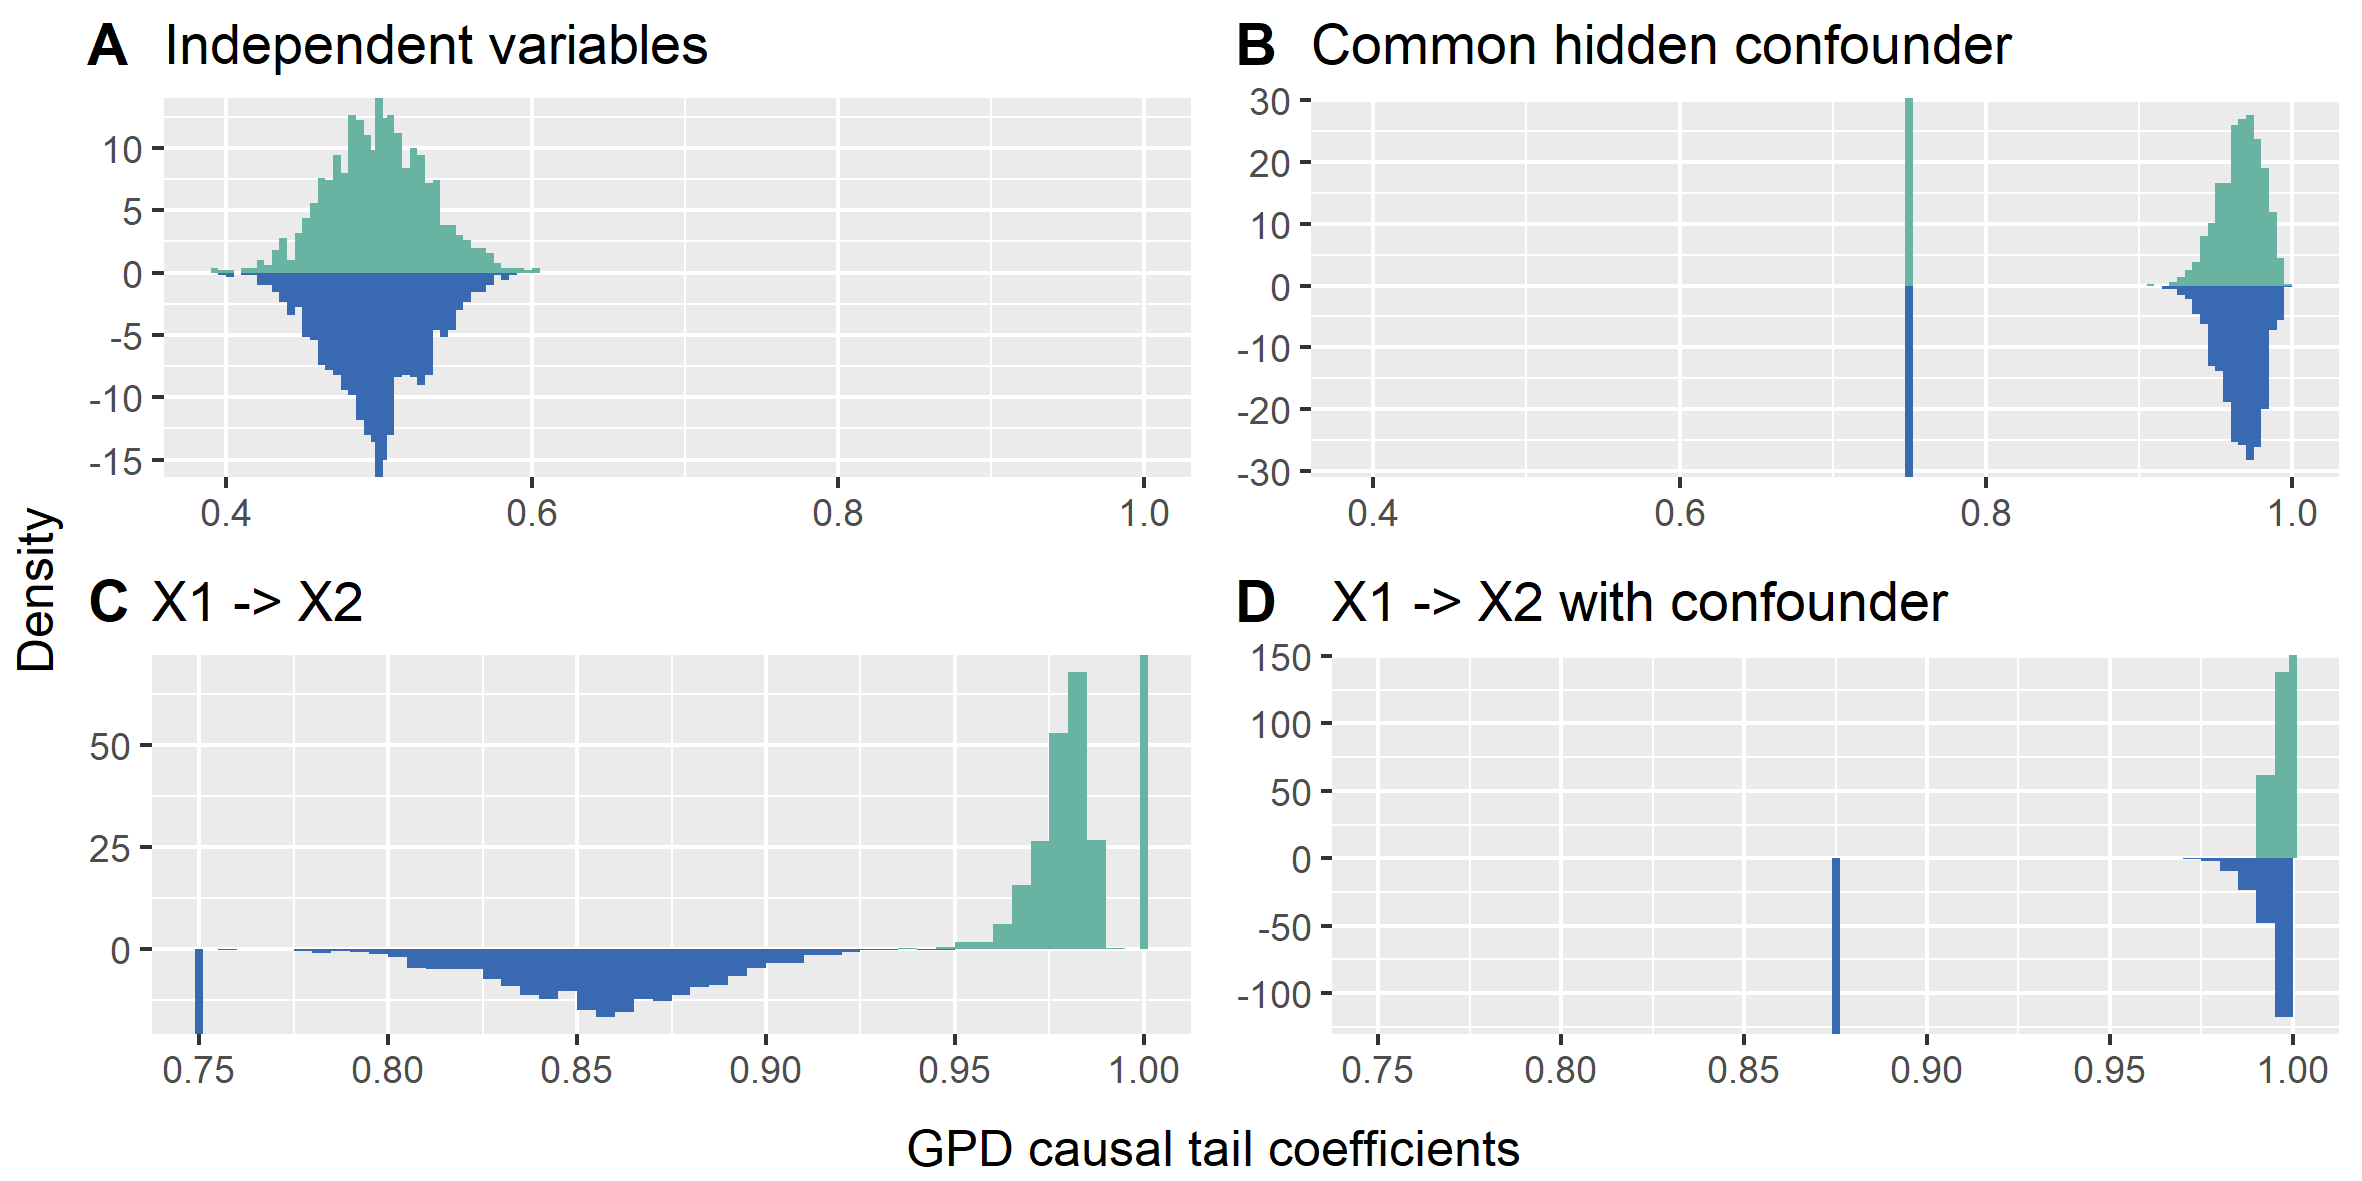 A Independent variables
10
5
0
-5
-10
-15
0.4 0.6 0.8 1.0
B Common hidden confounder
30
20
10
0
-10
-20
-30
0.4 0.6 0.8 1.0
Density
C X1 -> X2
50
25
0
0.75 0.80 0.85 0.90 0.95 1.00
D X1 -> X2 with confounder
150
100
50
0
-50
-100
0.75 0.80 0.85 0.90 0.95 1.00
GPD causal tail coefficients